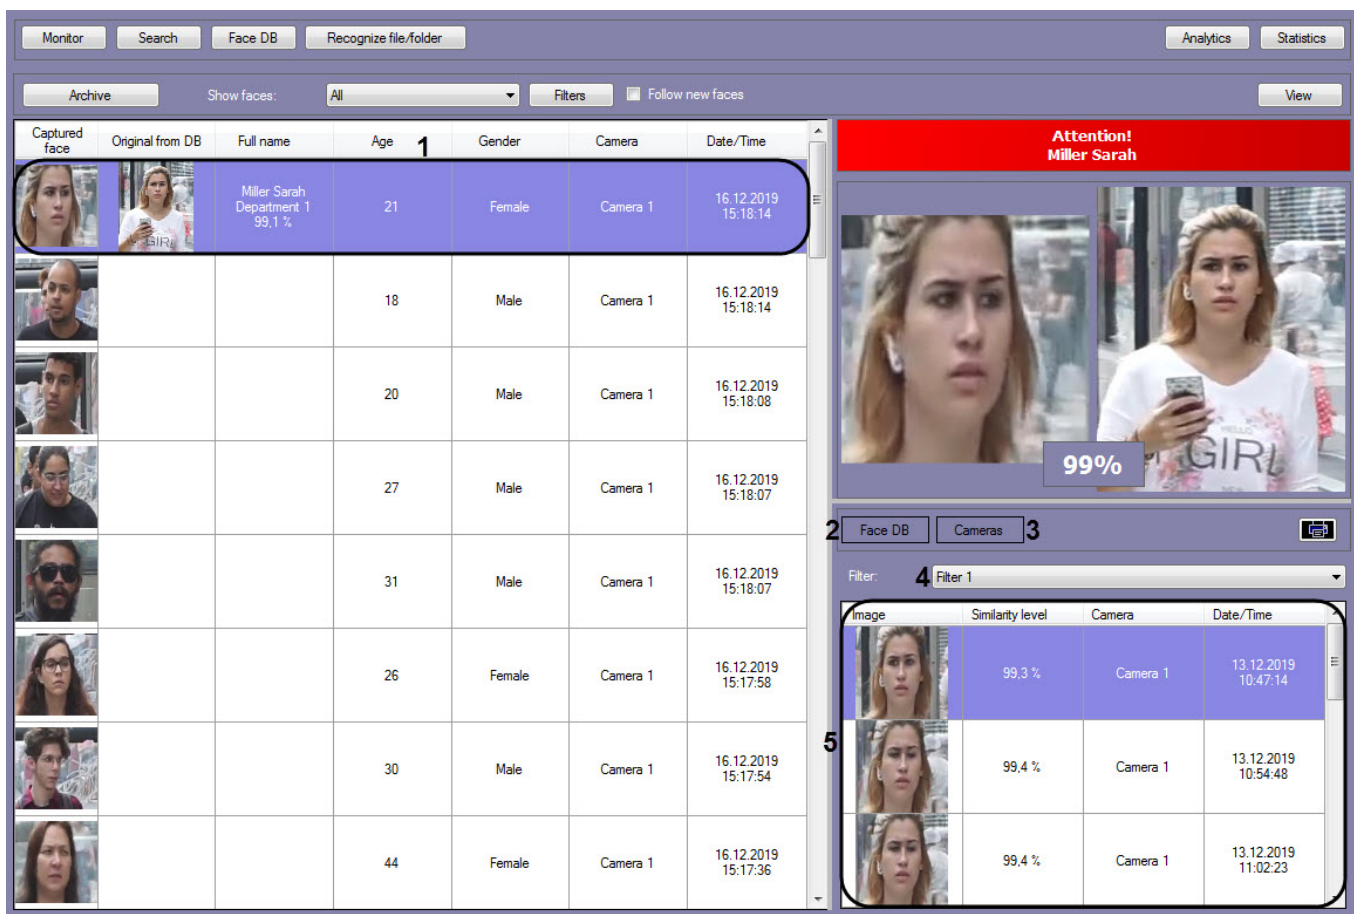 Monitor
Search
Face DB
Recognize file/folder
Analytics
Statistics
Archive
Show faces:
All
Filters
Follow new faces
View
Captured
face
Original from DB
Full name
Age
1
Gender
Camera
Date/Time
Miller Sarah
Department 1
99,1 %
21
Female
Camera 1
16.12.2019
15:18:14
GIRL
18
Male
Camera 1
16.12.2019
15:18:14
20
Male
Camera 1
16.12.2019
15:18:08
27
Male
Camera 1
16.12.2019
15:18:07
31
Male
Camera 1
16.12.2019
15:18:07
26
Female
Camera 1
16.12.2019
15:17:58
30
Male
Camera 1
16.12.2019
15:17:54
44
Female
Camera 1
16.12.2019
15:17:36
Attention!
Miller Sarah
HELLO
GIRL
99%
2
Face DB
Cameras
3
Filter:
4
Filter 1
Image
Similarity level
Camera
Date/Time
99,3 %
Camera 1
13.12.2019
10:47:14
5
99,4 %
Camera 1
13.12.2019
10:54:48
99,4 %
Camera 1
13.12.2019
11:02:23